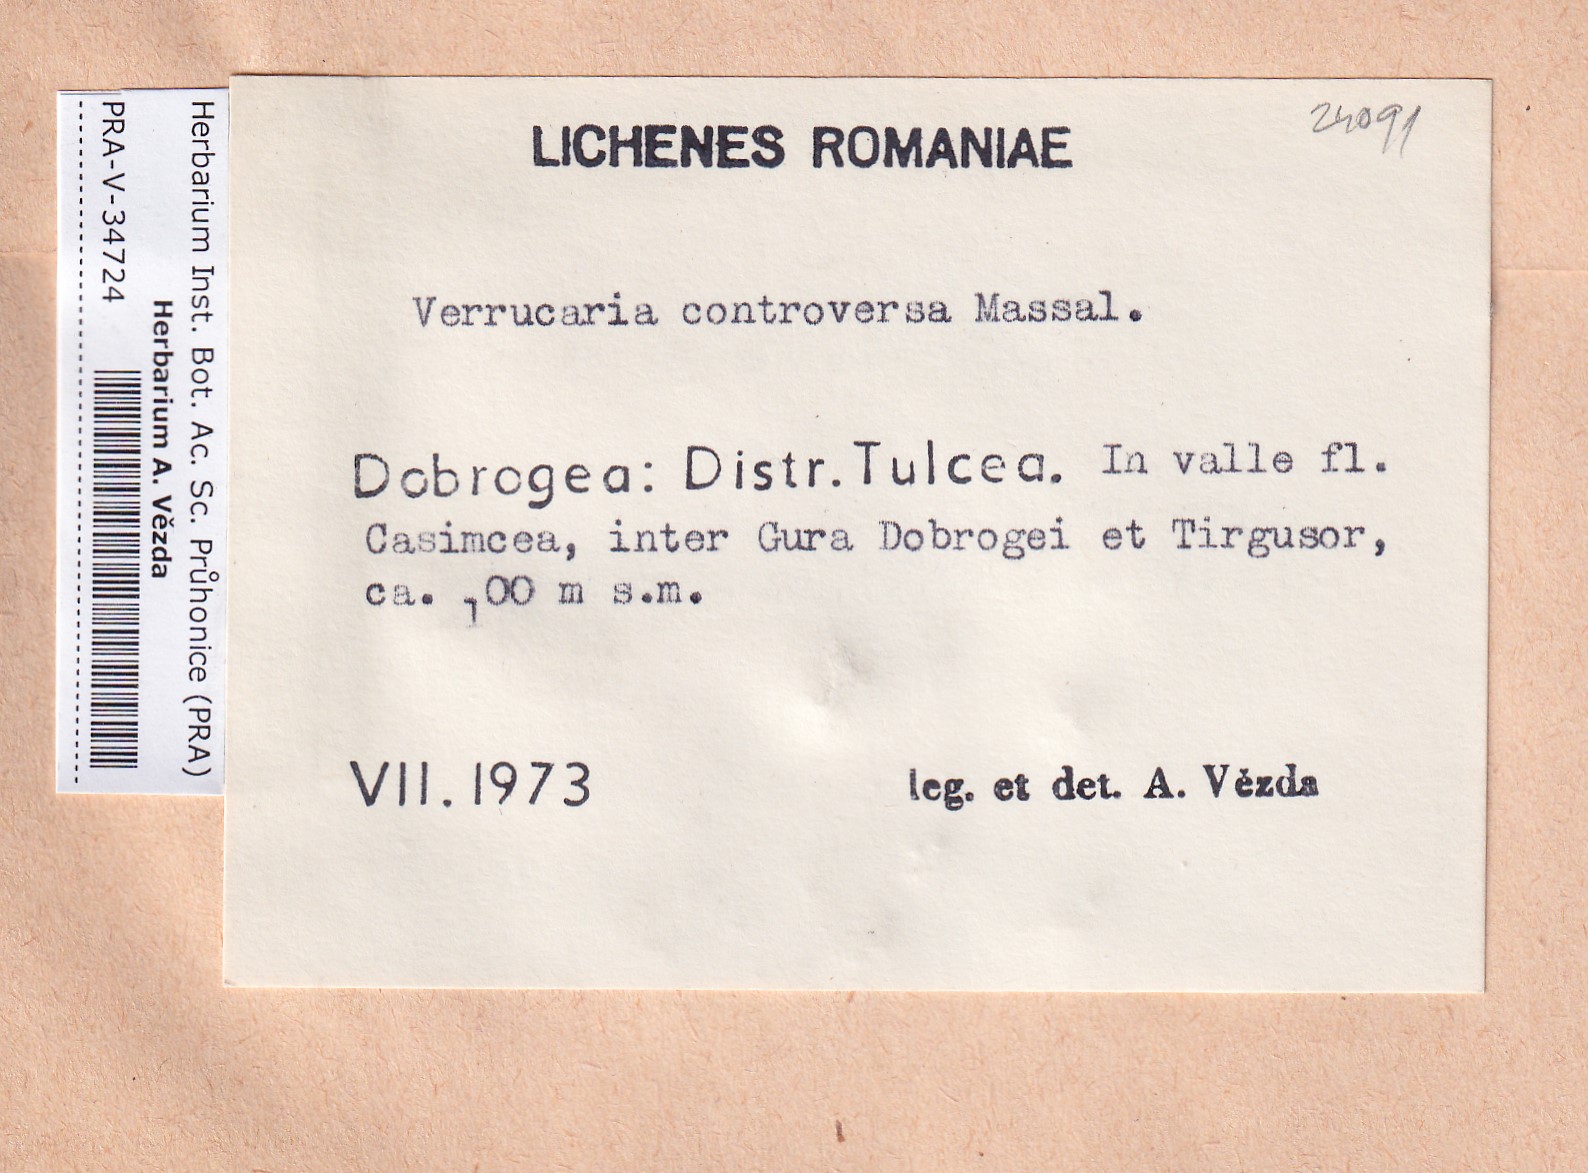 24091
LICHENES ROMANIAE
Verrucaria controversa Massal.
Dobrogea: Distr. Tulcea. In valle fl.
Casimcea, inter Gura Dobrogei et Tirgusor,
ca. 100 m s.m.
VII. 1973
leg. et det. A. Vězda
Herbarium Inst. Bot. Ac. Sc. Průhonice (PRA)
Herbarium A. Vězda
PRA-V-34724